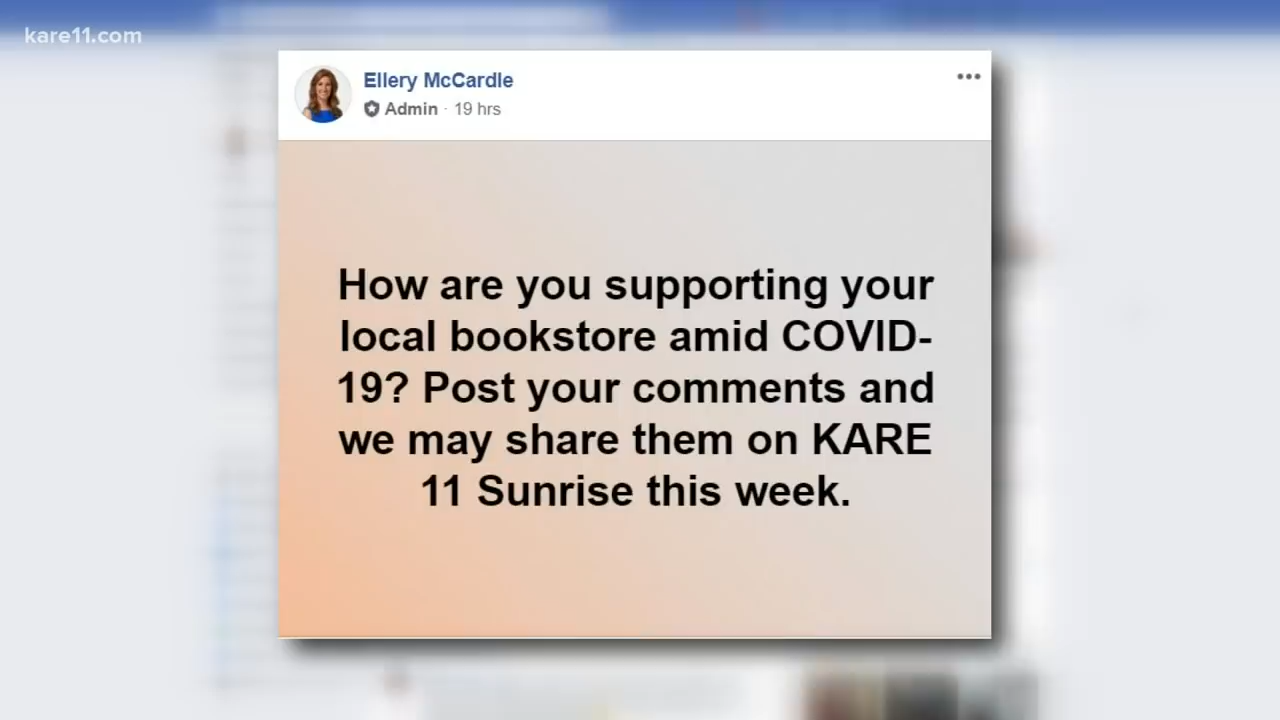 kare11.com
Ellery McCardle
Admin · 19 hrs
How are you supporting your
local bookstore amid COVID-
19? Post your comments and
we may share them on KARE
11 Sunrise this week.